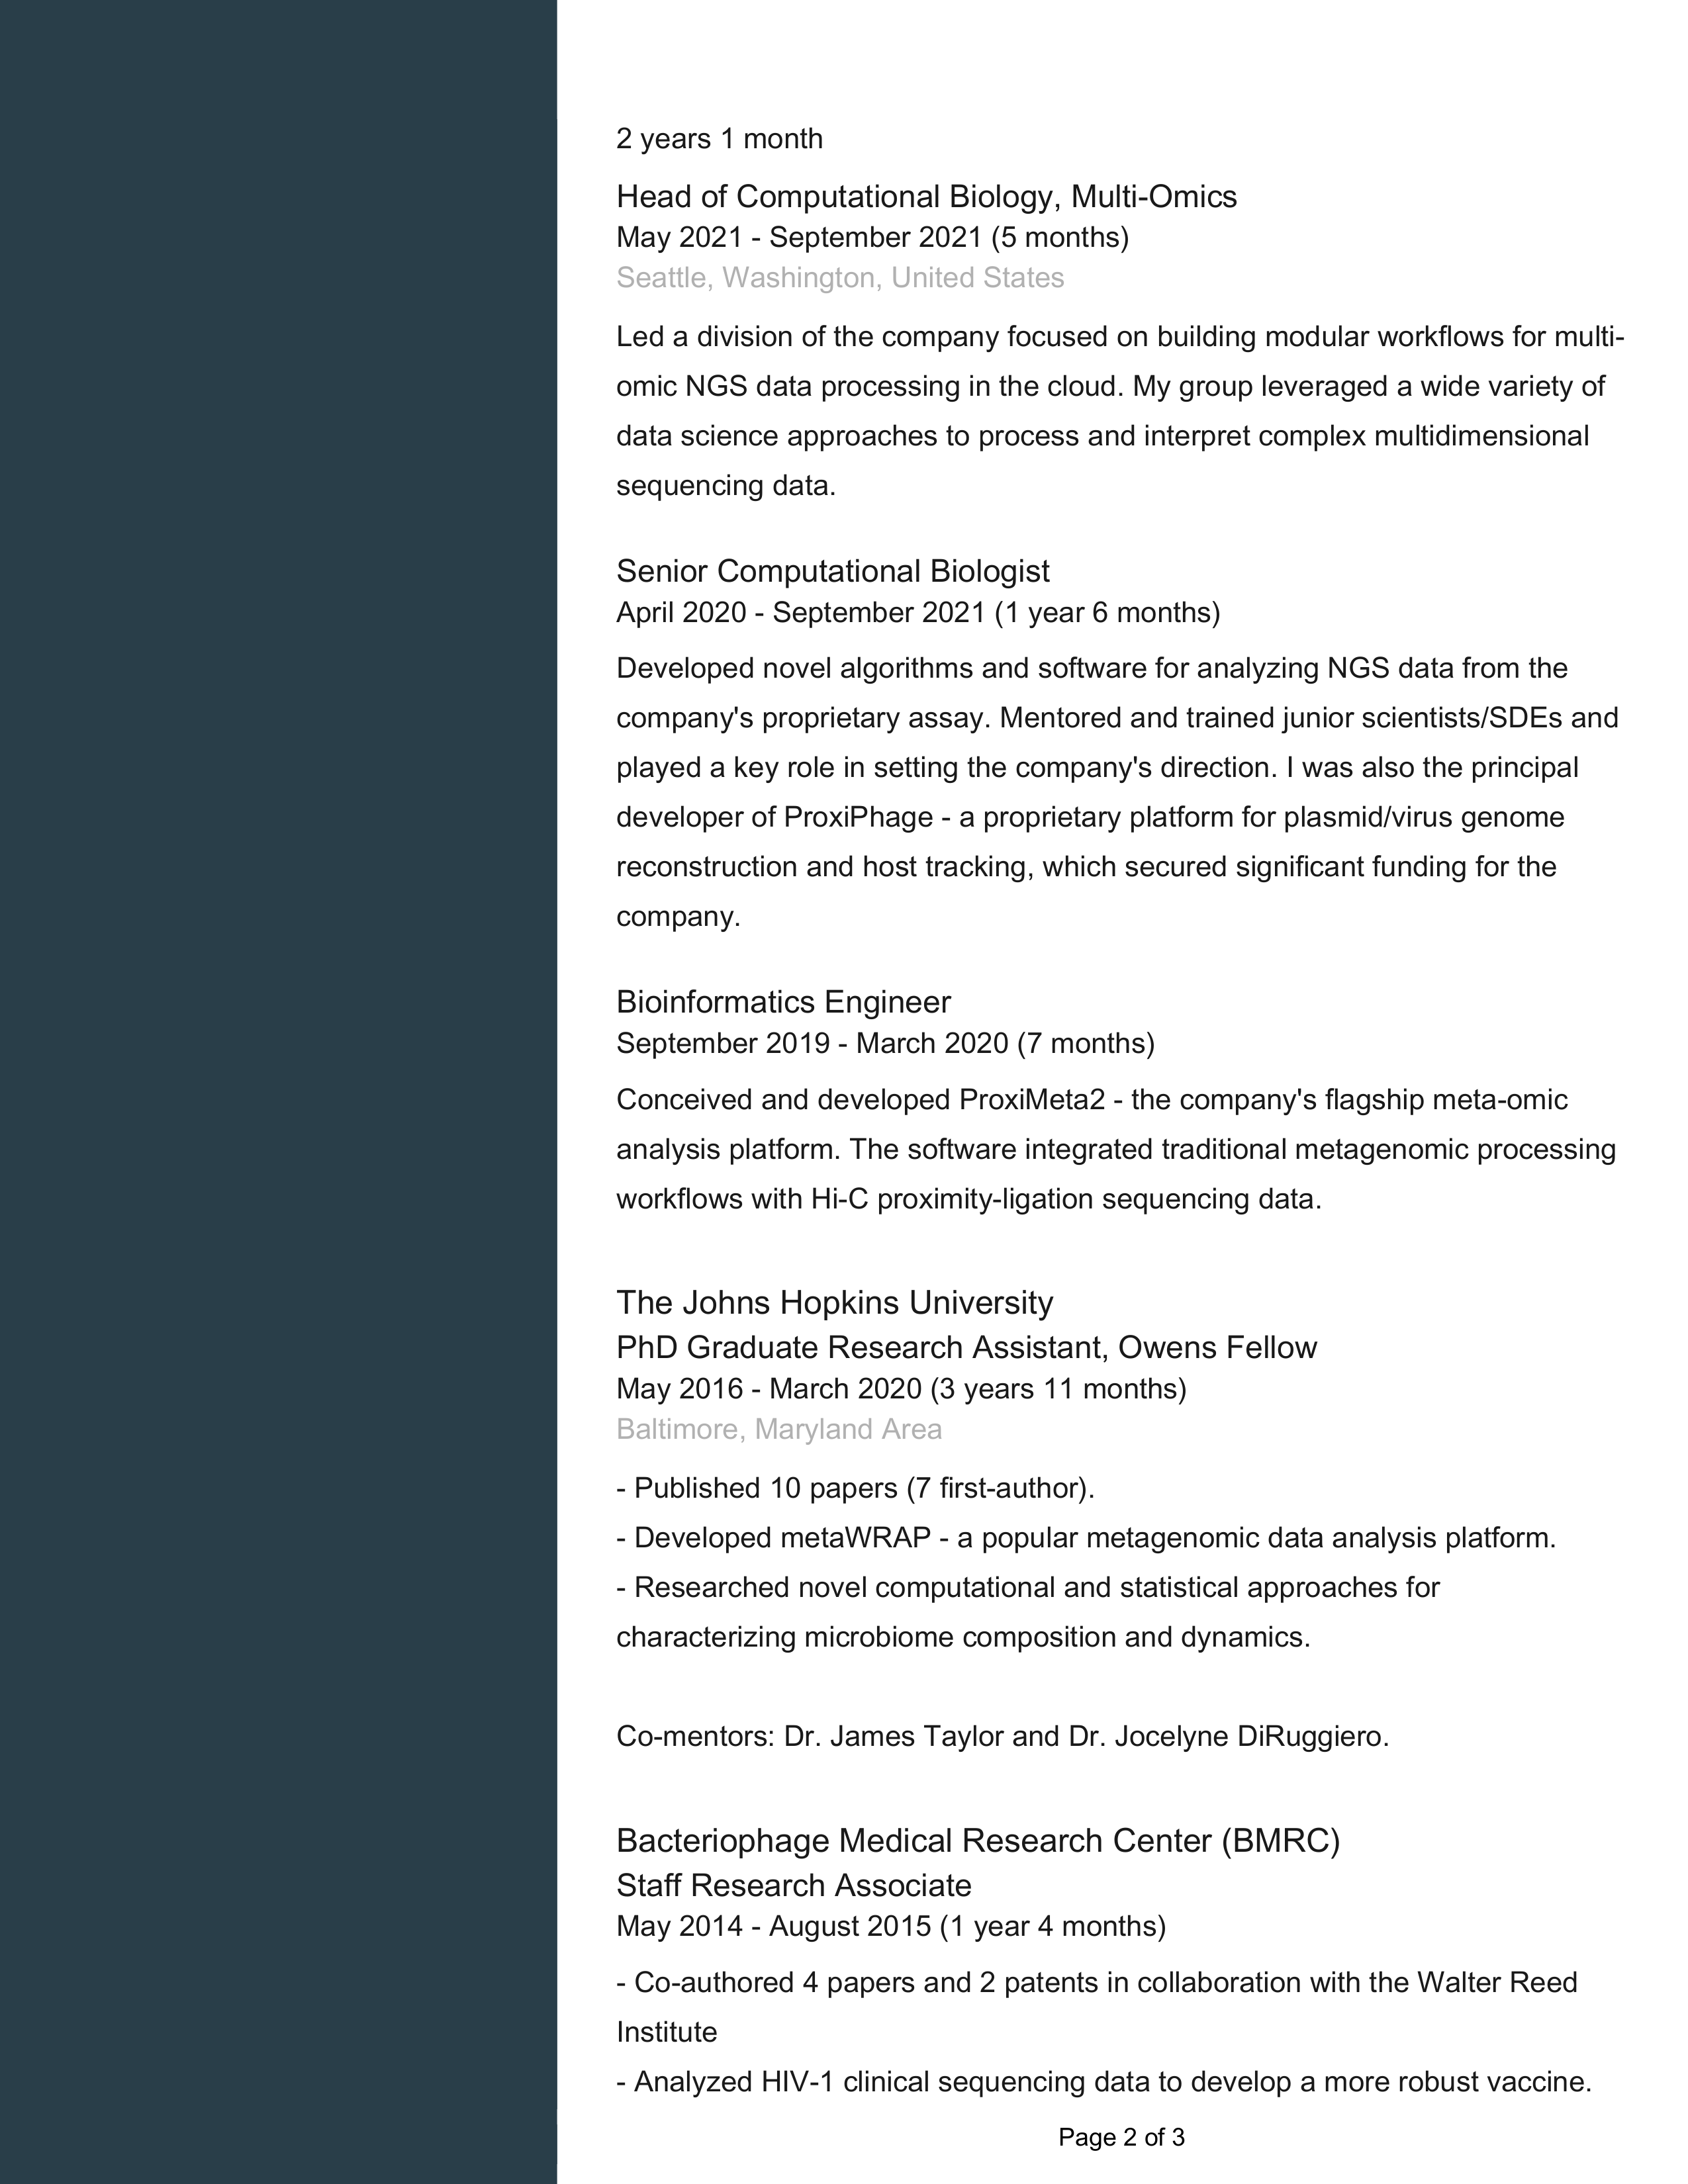 2 years 1 month
Head of Computational Biology, Multi-Omics
May 2021 - September 2021 (5 months)
Seattle, Washington, United States
Led a division of the company focused on building modular workflows for multi-
omic NGS data processing in the cloud. My group leveraged a wide variety of
data science approaches to process and interpret complex multidimensional
sequencing data.
Senior Computational Biologist
April 2020 - September 2021 (1 year 6 months)
Developed novel algorithms and software for analyzing NGS data from the
company's proprietary assay. Mentored and trained junior scientists/SDEs and
played a key role in setting the company's direction. I was also the principal
developer of ProxiPhage - a proprietary platform for plasmid/virus genome
reconstruction and host tracking, which secured significant funding for the
company.
Bioinformatics Engineer
September 2019 - March 2020 (7 months)
Conceived and developed ProxiMeta2 - the company's flagship meta-omic
analysis platform. The software integrated traditional metagenomic processing
workflows with Hi-C proximity-ligation sequencing data.
The Johns Hopkins University
PhD Graduate Research Assistant, Owens Fellow
May 2016 - March 2020 (3 years 11 months)
Baltimore, Maryland Area
- Published 10 papers (7 first-author).
- Developed metaWRAP - a popular metagenomic data analysis platform.
- Researched novel computational and statistical approaches for
characterizing microbiome composition and dynamics.
Co-mentors: Dr. James Taylor and Dr. Jocelyne DiRuggiero.
Bacteriophage Medical Research Center (BMRC)
Staff Research Associate
May 2014 - August 2015 (1 year 4 months)
- Co-authored 4 papers and 2 patents in collaboration with the Walter Reed
Institute
- Analyzed HIV-1 clinical sequencing data to develop a more robust vaccine.
Page 2 of 3